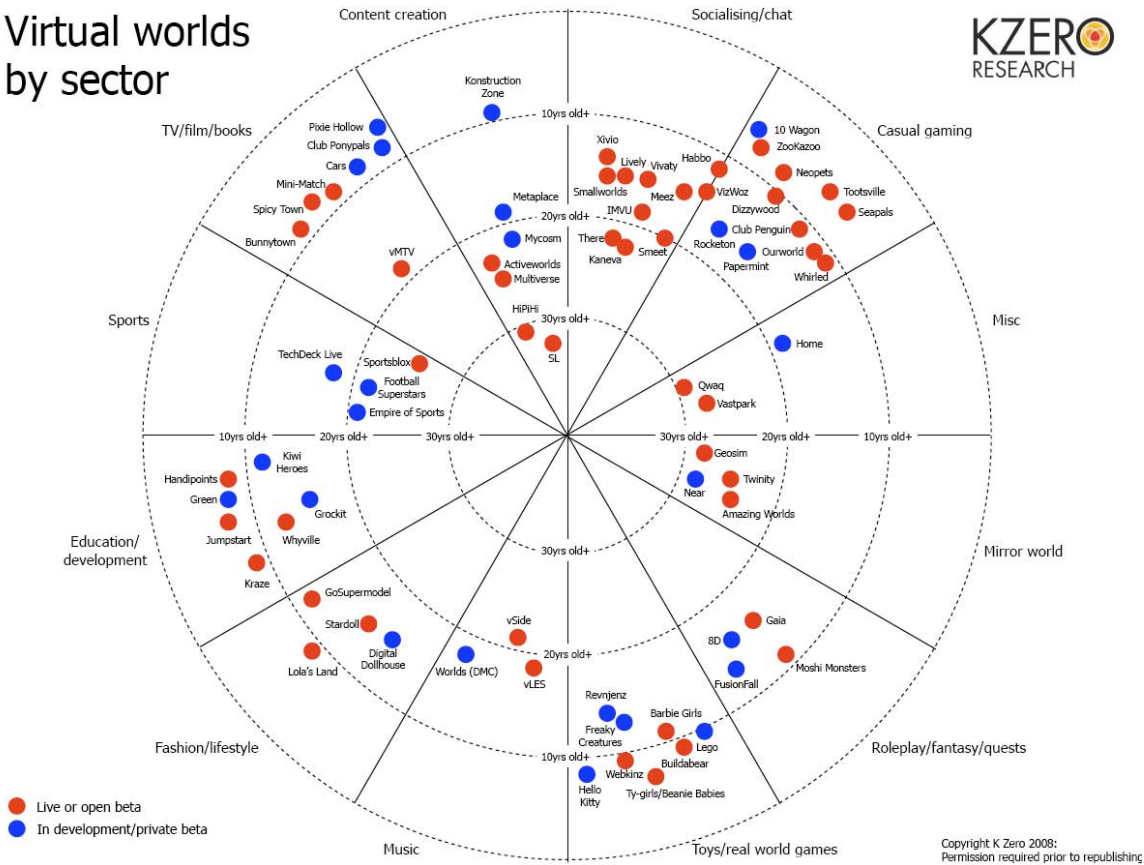 Virtual worlds
by sector
KZERO
RESEARCH
Content creation
Socialising/chat
TV/film/books
Casual gaming
Sports
Misc
Education/
development
Mirror world
Fashion/lifestyle
Roleplay/fantasy/quests
Music
Toys/real world games
Konstruction
Zone
10yrs old+
Metaplace
20yrs old+
Mycosm
Activeworlds
Multiverse
HiPiHi
30yrs old+
SL
Xivio
Lively
Vivaty
Habbo
Smallworlds
Meez
VizWoz
IMVU
There
Kaneva
Smeet
10 Wagon
ZooKazoo
Neopets
Tootsville
Dizzywood
Seapals
Rocketon
Club Penguin
Papermint
Ourworld
Whirled
Pixie Hollow
Club Ponypals
Cars
Mini-Match
Spicy Town
Bunnytown
vMTV
TechDeck Live
Sportsblox
Football
Superstars
Empire of Sports
Home
Qwaq
Vastpark
10yrs old+
20yrs old+
30yrs old+
30yrs old+
20yrs old+
10yrs old+
Kiwi
Heroes
Handipoints
Green
Grockit
Jumpstart
Whyville
Kraze
Geosim
Near
Twinity
Amazing Worlds
30yrs old+
GoSupermodel
Stardoll
Digital
Dollhouse
Lola's Land
vSide
20yrs old+
Worlds (DMC)
vLES
Gaia
8D
Moshi Monsters
FusionFall
Revnjenz
Freaky
Creatures
Barbie Girls
Lego
10yrs old+
Buildabear
Webkinz
Hello
Kitty
Ty-girls/Beanie Babies
Live or open beta
In development/private beta
Copyright K Zero 2008:
Permission required prior to republishing